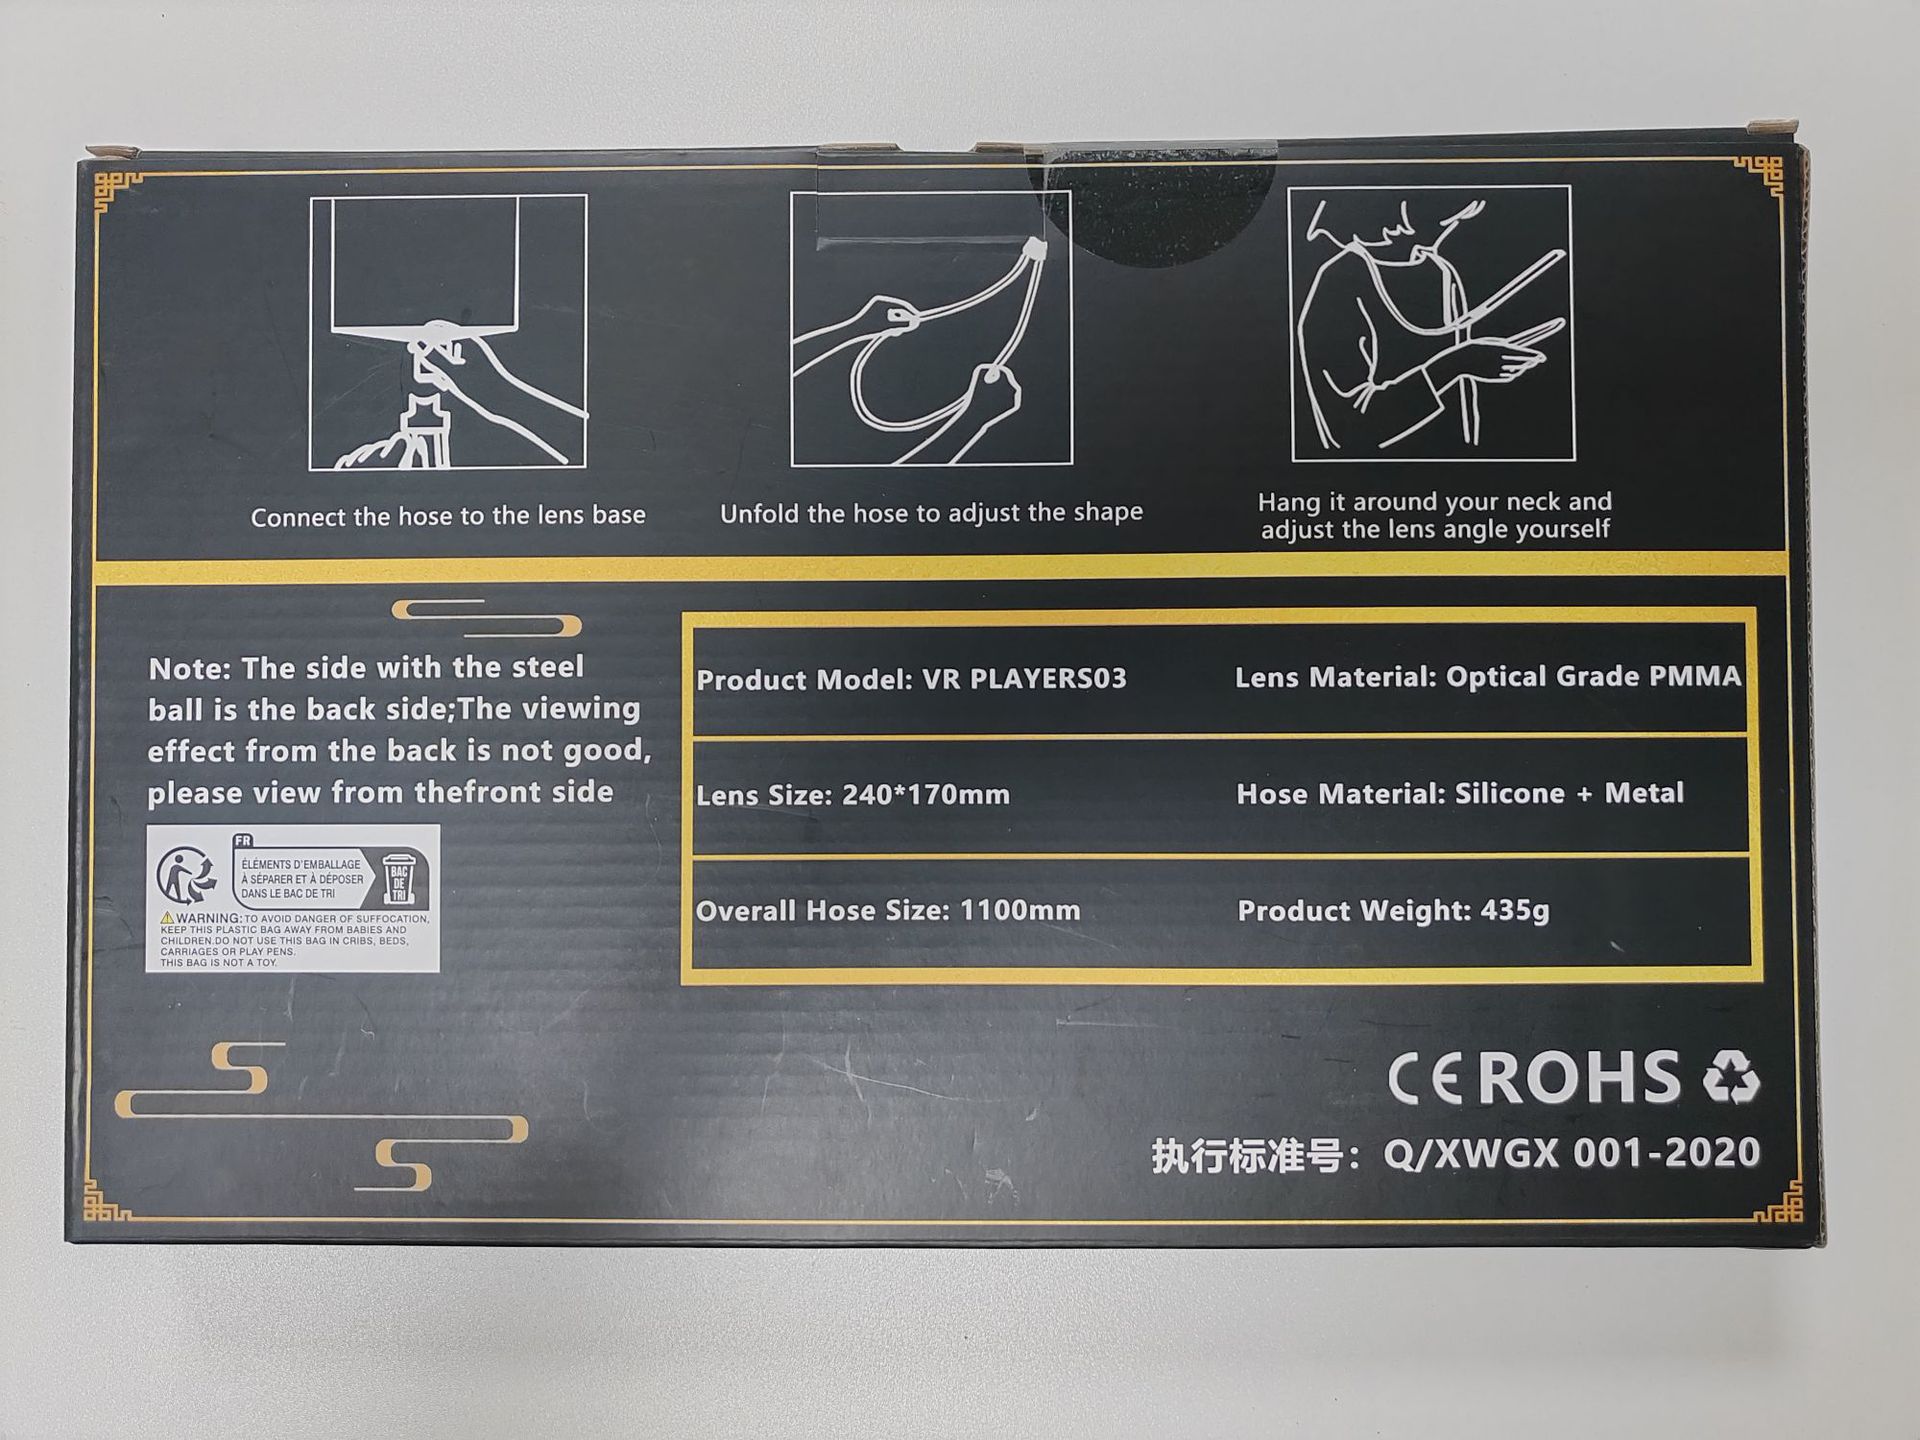 Connect the hose to the lens base
Unfold the hose to adjust the shape
Hang it around your neck and
adjust the lens angle yourself
Note: The side with the steel
ball is the back side;The viewing
effect from the back is not good,
please view from thefront side
FR
ÉLÉMENTS D'EMBALLAGE
À SÉPARER ET À DÉPOSER
DANS LE BAC DE TRI
BAC
DE
TRI
WARNING: TO AVOID DANGER OF SUFFOCATION,
KEEP THIS PLASTIC BAG AWAY FROM BABIES AND
CHILDREN.DO NOT USE THIS BAG IN CRIBS, BEDS,
CARRIAGES OR PLAY PENS.
THIS BAG IS NOT A TOY.
Product Model: VR PLAYERS03
Lens Material: Optical Grade PMMA
Lens Size: 240*170mm
Hose Material: Silicone + Metal
Overall Hose Size: 1100mm
Product Weight: 435g
CE ROHS
执行标准号： Q/XWGX 001-2020